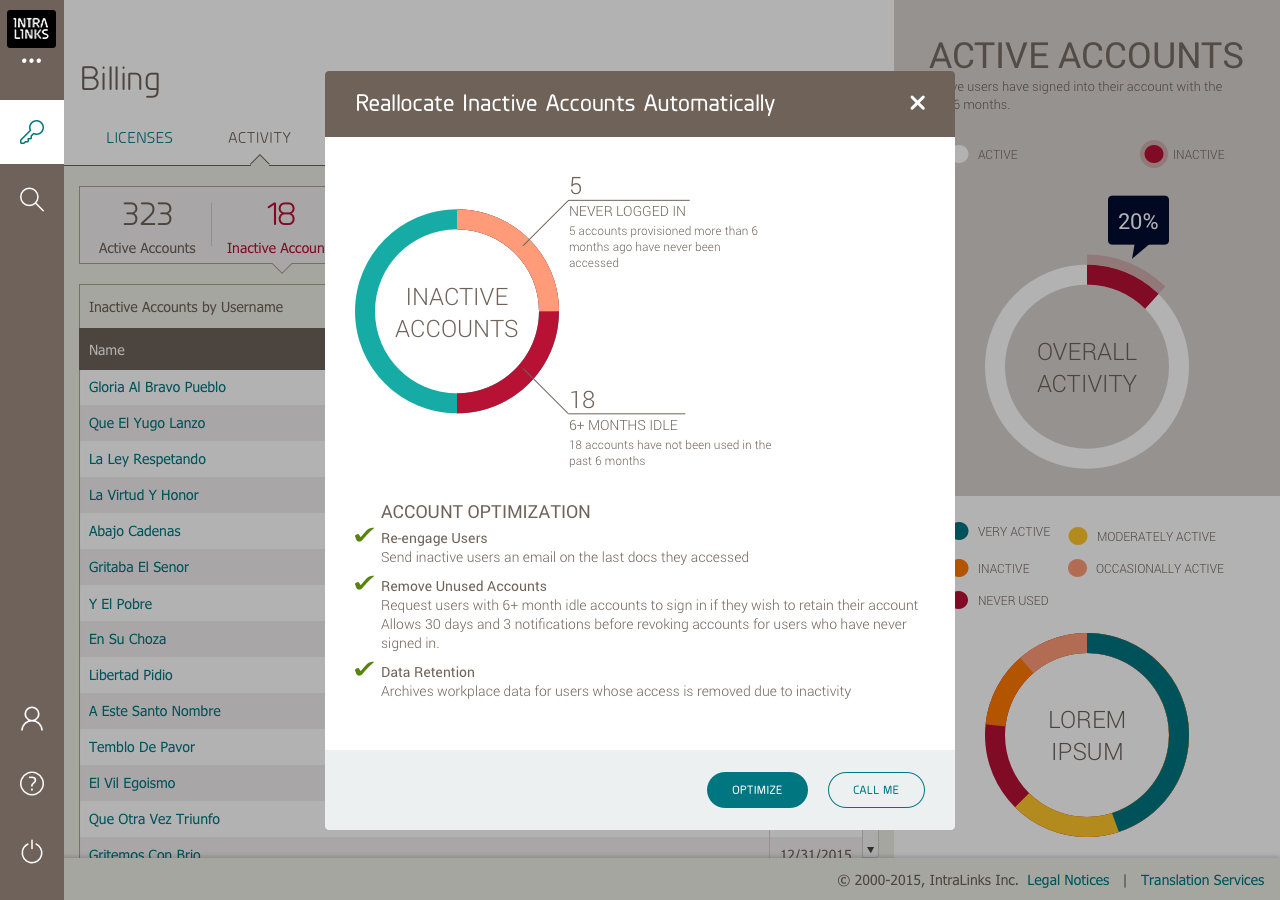 INTRA
LINKS
Billing
LICENSES
ACTIVITY
323
Active Accounts
18
Inactive Accoun
Inactive Accounts by Username
Name
Gloria Al Bravo Pueblo
Que El Yugo Lanzo
La Ley Respetando
La Virtud Y Honor
Abajo Cadenas
Gritaba El Senor
Y El Pobre
En Su Choza
Libertad Pidio
A Este Santo Nombre
Temblo De Pavor
El Vil Egoismo
Que Otra Vez Triunfo
Gritemos Con Brio
12/31/2015
Reallocate Inactive Accounts Automatically
INACTIVE
ACCOUNTS
5
NEVER LOGGED IN
5 accounts provisioned more than 6
months ago have never been
accessed
18
6+ MONTHS IDLE
18 accounts have not been used in the
past 6 months
ACCOUNT OPTIMIZATION
Re-engage Users
Send inactive users an email on the last docs they accessed
Remove Unused Accounts
Request users with 6+ month idle accounts to sign in if they wish to retain their account
Allows 30 days and 3 notifications before revoking accounts for users who have never
signed in.
Data Retention
Archives workplace data for users whose access is removed due to inactivity
OPTIMIZE
CALL ME
ACTIVE ACCOUNTS
users have signed into their account with the
6 months.
ACTIVE
INACTIVE
20%
OVERALL
ACTIVITY
VERY ACTIVE
MODERATELY ACTIVE
INACTIVE
OCCASIONALLY ACTIVE
NEVER USED
LOREM
IPSUM
© 2000-2015, IntraLinks Inc. Legal Notices | Translation Services